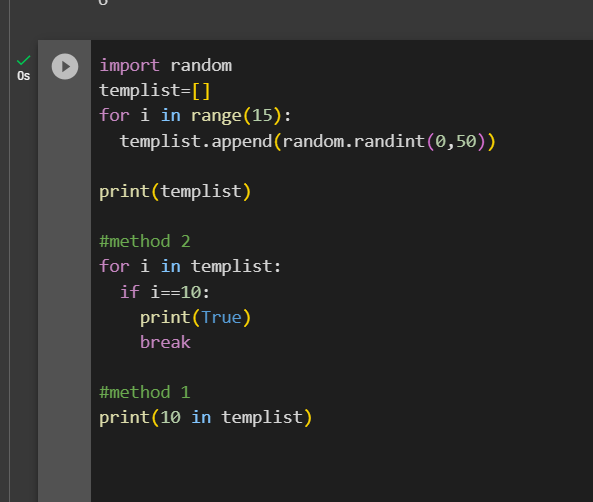 0s
import random
templist=[]
for i in range(15):
  templist.append(random.randint(0,50))
print(templist)
#method 2
for i in templist:
  if i==10:
    print(True)
    break
#method 1
print(10 in templist)